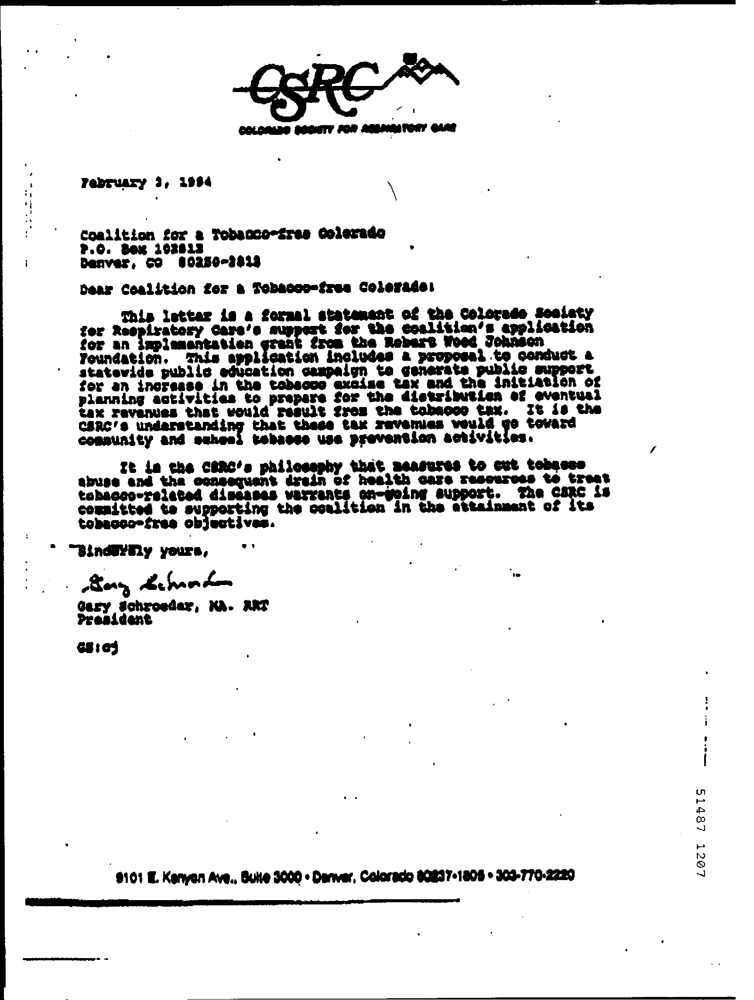 CSRC
COLORADO SOCIETY FOR RESPIRATORY CARE
February 3, 1994
Coalition for a Tobacco-free Colorado
P.O. Box
Denver, CO
Dear Coalition for a Tobacco-free Colorado:
This letter is a formal statement of the Colorado Society
for Respiratory Care's support for the coalition's application
for an implementation grant from the Robert Wood Johnson
Foundation. This application includes a proposal to conduct a
statewide public education campaign to generate public support
for an increase in the tobacco excise tax and the initiation of
planning activities to prepare for the distribution of eventual
tax revenues that would result from the tobacco tax. It is the
CSRC's understanding that these tax revenues would go toward
community and school tobacco use prevention activities.
It is the CSRC's philosophy that measures to cut tobacco
abuse and the consequent drain of health care resources to treat
tobacco-related diseases warrants on-going support. The CSRC is
committed to supporting the coalition in the attainment of its
tobacco-free objectives.
Sincerely yours,
Gary Schroeder
Gary Schroeder, MA. RRT
President
GS:cj
9101 E. Kenyon Ave., Suite 3000 • Denver, Colorado 80237-1805 • 303-770-2220
51487 1207